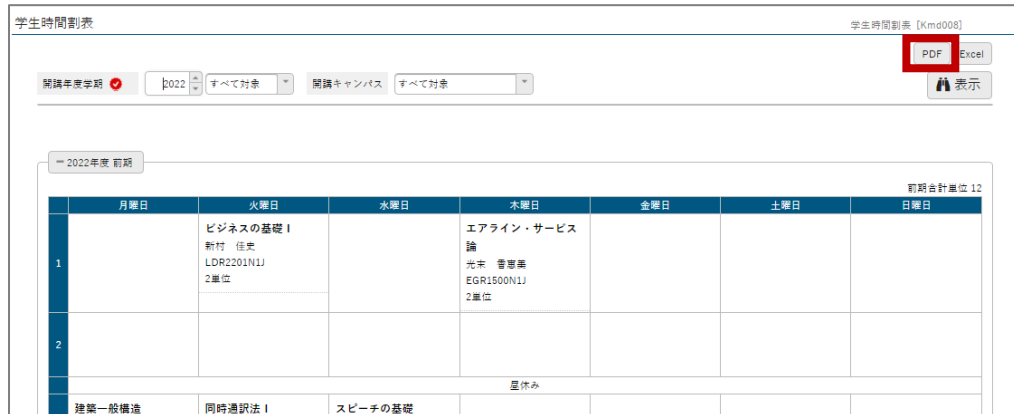 学生時間割表
学生時間割表 [Kmd008]
PDF Excel
開講年度学期 2022 すべて対象 開講キャンパス すべて対象 表示
2022年度 前期
前期合計単位 12
月曜日 火曜日 水曜日 木曜日 金曜日 土曜日 日曜日
1
ビジネスの基礎Ⅰ
新村 佳史
LDR2201N1J
2単位
エアライン・サービス
論
光末 香恵美
EGR1500N1J
2単位
2
昼休み
建築一般構造 同時通訳法Ⅰ スピーチの基礎